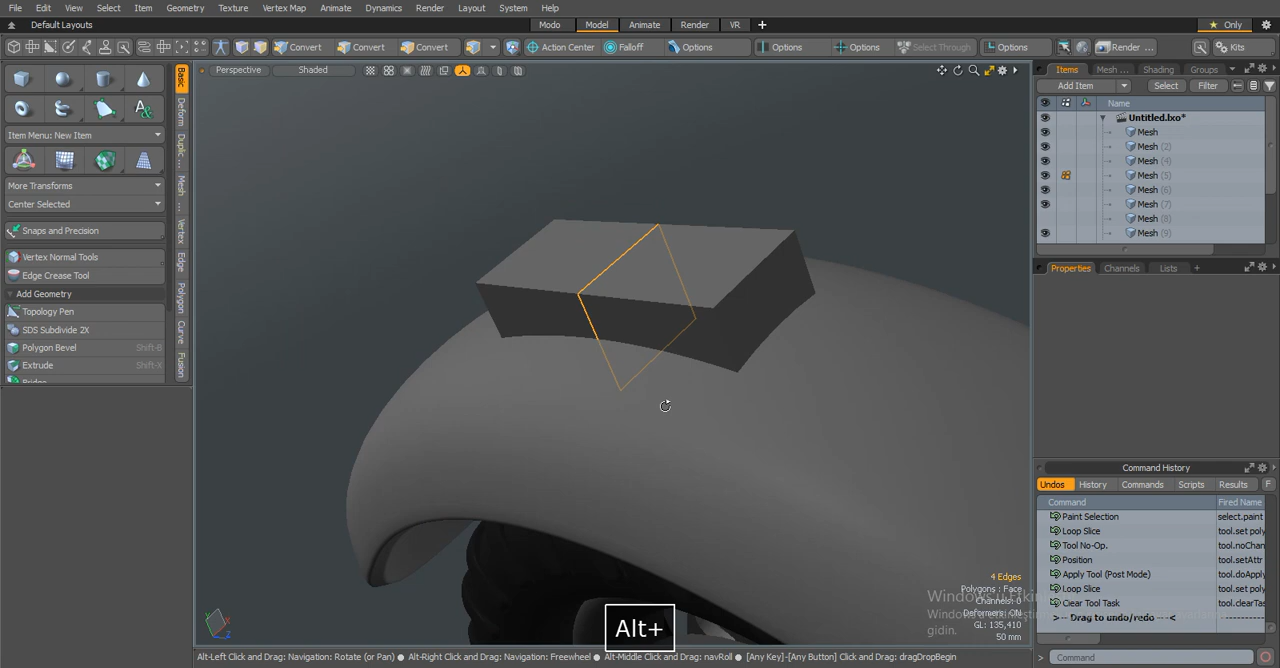 File Edit View Select Item Geometry Texture Vertex Map Animate Dynamics Render Layout System Help
Default Layouts
Modo Model Animate Render VR
★ Only
Convert Convert Convert Action Center Falloff Options Options Options Select Through Options Render ... Kits
Perspective Shaded
Item Menu: New Item
More Transforms
Center Selected
Snaps and Precision
Vertex Normal Tools
Edge Crease Tool
Add Geometry
Topology Pen
SDS Subdivide 2X
Polygon Bevel Shift-B
Extrude Shift-X
Bridge
Basic
Deform
Duplic ...
Mesh ...
Vertex
Edge
Polygon
Curve
Fusion
Items Mesh ... Shading Groups
Add Item Select Filter
Name
Untitled.lxo*
Mesh
Mesh (2)
Mesh (4)
Mesh (5)
Mesh (6)
Mesh (7)
Mesh (8)
Mesh (9)
Properties Channels Lists +
Command History
Undos History Commands Scripts Results F
Command Fired Name
Paint Selection select.paint
Loop Slice tool.set poly
Tool No-Op. tool.noChan
Position tool.setAttr
Apply Tool (Post Mode) tool.doApply
Loop Slice tool.set poly
Clear Tool Task tool.clearTas
>-- Drag to undo/redo ---<
Command
4 Edges
Polygons : Face
Channels: 0
Deformers: ON
GL: 135,410
50 mm
gidin.
Alt+
Alt-Left Click and Drag: Navigation: Rotate (or Pan) ● Alt-Right Click and Drag: Navigation: Freewheel ● Alt-Middle Click and Drag: navRoll ● [Any Key]-[Any Button] Click and Drag: dragDropBegin